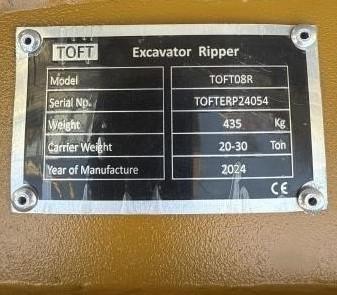 TOFT Excavator Ripper
Model TOFT08R
Serial Np. TOFTERP24054
Weight 435 Kg
Carrier Weight 20-30 Ton
Year of Manufacture 2024
CE